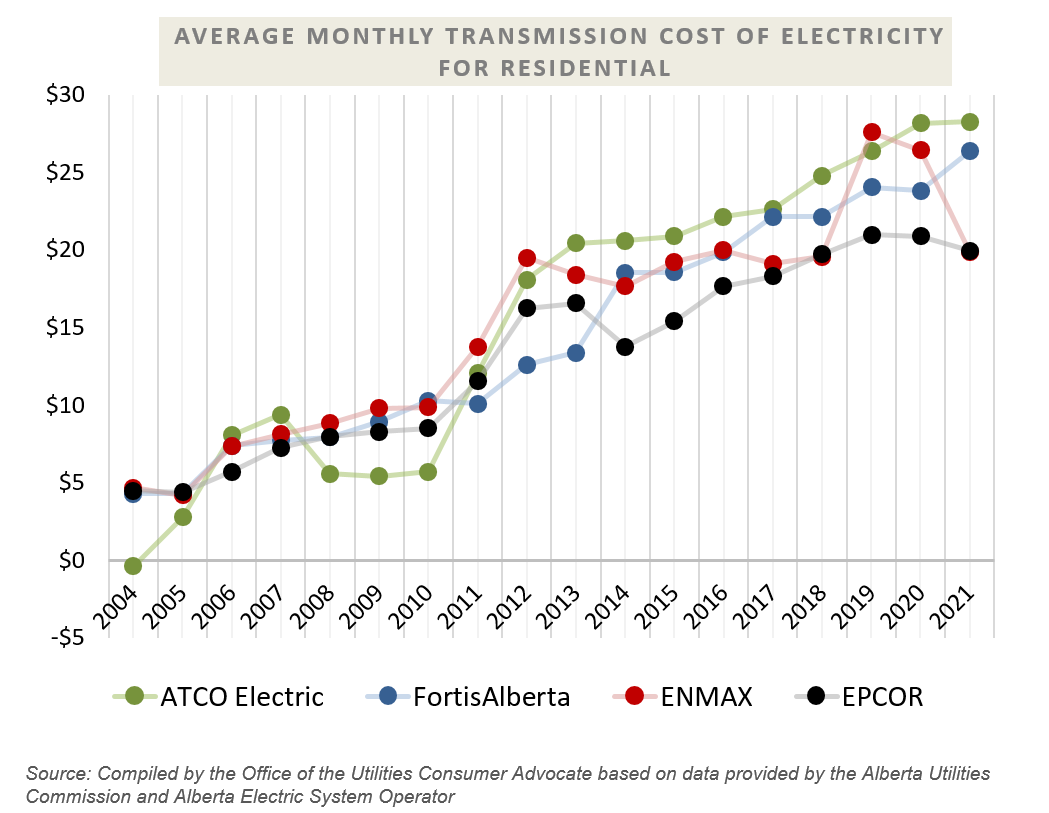 AVERAGE MONTHLY TRANSMISSION COST OF ELECTRICITY
FOR RESIDENTIAL
$30
$25
$20
$15
$10
$5
$0
-$5
2004 2005 2006 2007 2008 2009 2010 2011 2012 2013 2014 2015 2016 2017 2018 2019 2020 2021
ATCO Electric FortisAlberta ENMAX EPCOR
Source: Compiled by the Office of the Utilities Consumer Advocate based on data provided by the Alberta Utilities
Commission and Alberta Electric System Operator